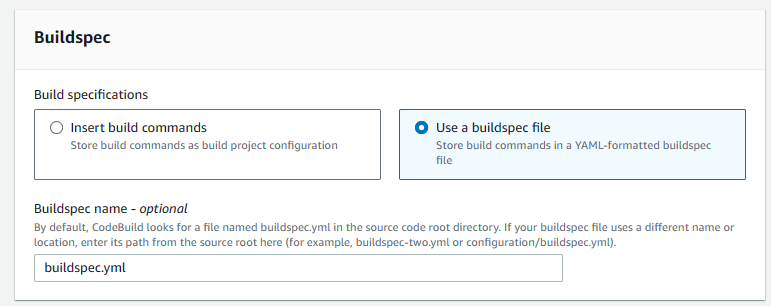 Buildspec
Build specifications
Insert build commands
Store build commands as build project configuration
Use a buildspec file
Store build commands in a YAML-formatted buildspec
file
Buildspec name - optional
By default, CodeBuild looks for a file named buildspec.yml in the source code root directory. If your buildspec file uses a different name or
location, enter its path from the source root here (for example, buildspec-two.yml or configuration/buildspec.yml).
buildspec.yml